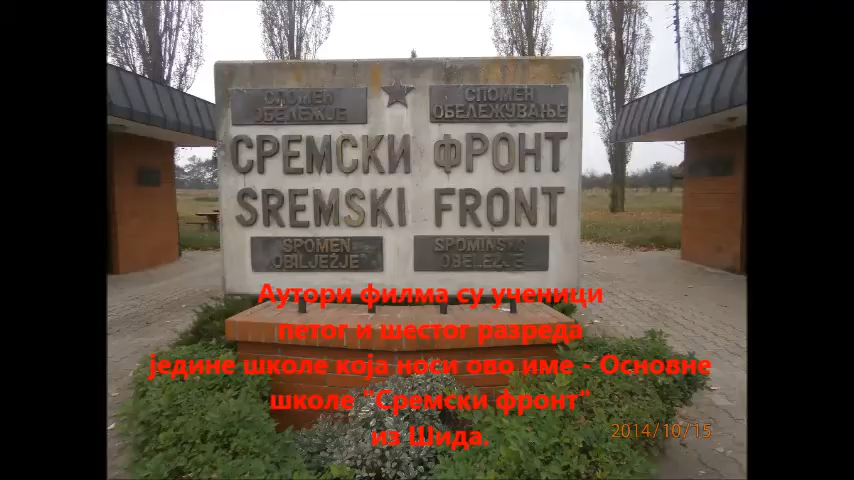 СПОМЕН
ОБЕЛЕЖЈЕ
СПОМЕН
ОБЕЛЕЖУВАЊЕ
СРЕМСКИ ФРОНТ
SREMSKI FRONT
SPOMEN
OBILJEŽJE
SPOMINSKO
OBELEŽJE
Аутори филма су ученици
петог и шестог разреда
једине школе која носи ово име - Основне
школе "Сремски фронт"
из Шида.
2014/10/15